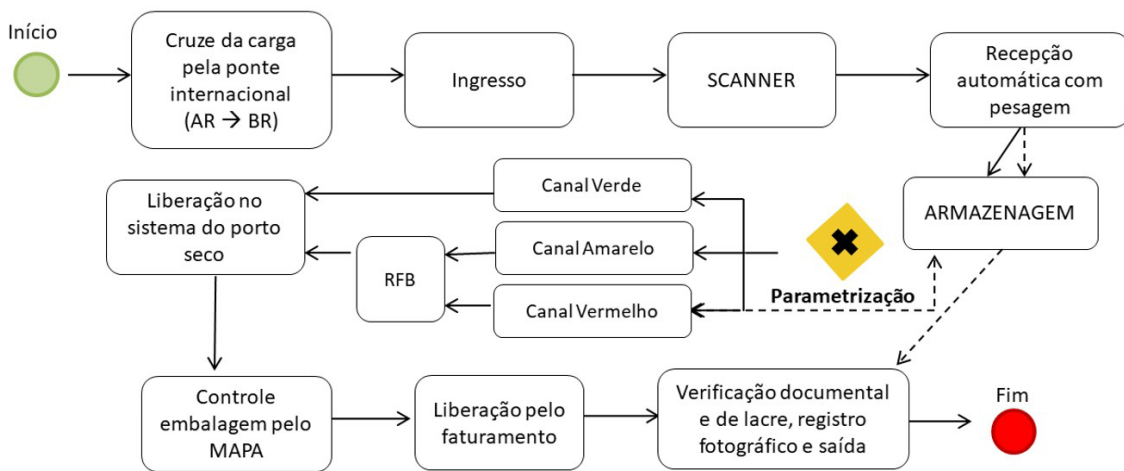 Início
Cruze da carga
pela ponte
internacional
(AR → BR)
Ingresso
SCANNER
Recepção
automática com
pesagem
Liberação no
sistema do porto
seco
Canal Verde
Canal Amarelo
Canal Vermelho
RFB
Parametrização
ARMAZENAGEM
Controle
embalagem pelo
MAPA
Liberação pelo
faturamento
Verificação documental
e de lacre, registro
fotográfico e saída
Fim